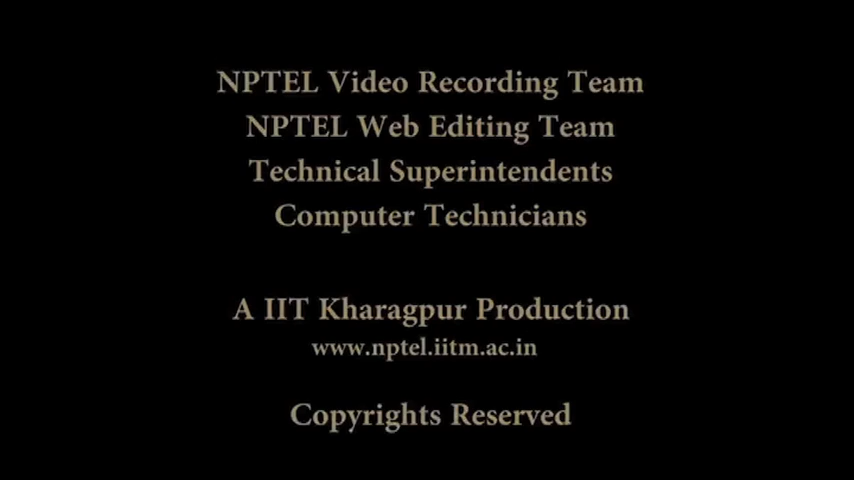 NPTEL Video Recording Team
NPTEL Web Editing Team
Technical Superintendents
Computer Technicians
A IIT Kharagpur Production
www.nptel.iitm.ac.in
Copyrights Reserved